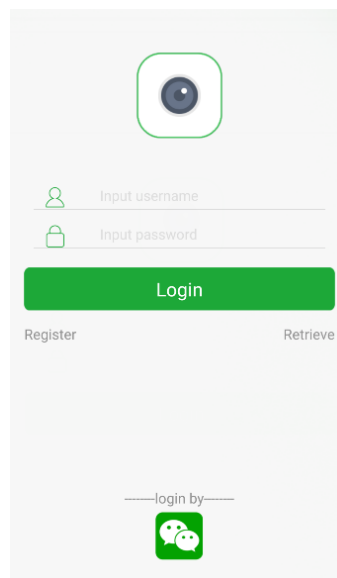 Input username
Input password
Login
Register
Retrieve
--------login by--------